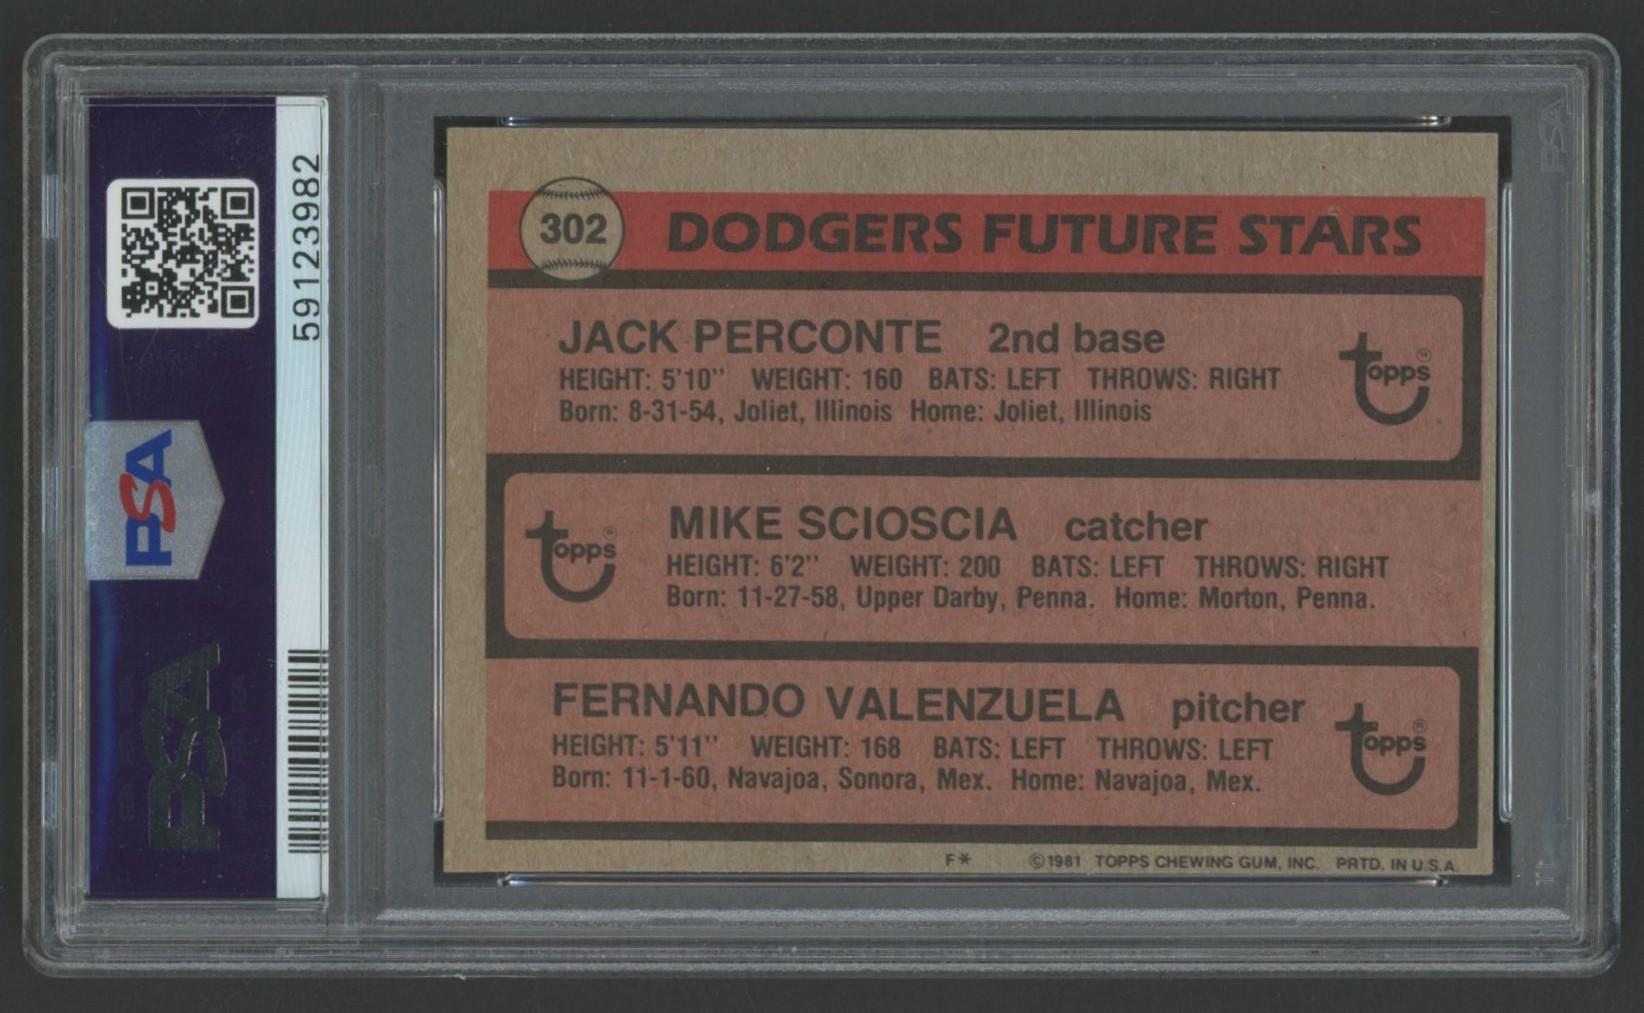 59123982
PSA
PSA
302 DODGERS FUTURE STARS
JACK PERCONTE 2nd base
HEIGHT: 5'10" WEIGHT: 160 BATS: LEFT THROWS: RIGHT
Born: 8-31-54, Joliet, Illinois Home: Joliet, Illinois
topps®
MIKE SCIOSCIA catcher
HEIGHT: 6'2" WEIGHT: 200 BATS: LEFT THROWS: RIGHT
Born: 11-27-58, Upper Darby, Penna. Home: Morton, Penna.
topps®
FERNANDO VALENZUELA pitcher
HEIGHT: 5'11" WEIGHT: 168 BATS: LEFT THROWS: LEFT
Born: 11-1-60, Navajoa, Sonora, Mex. Home: Navajoa, Mex.
topps®
F* ©1981 TOPPS CHEWING GUM, INC. PRTD. IN U.S.A.
PSA